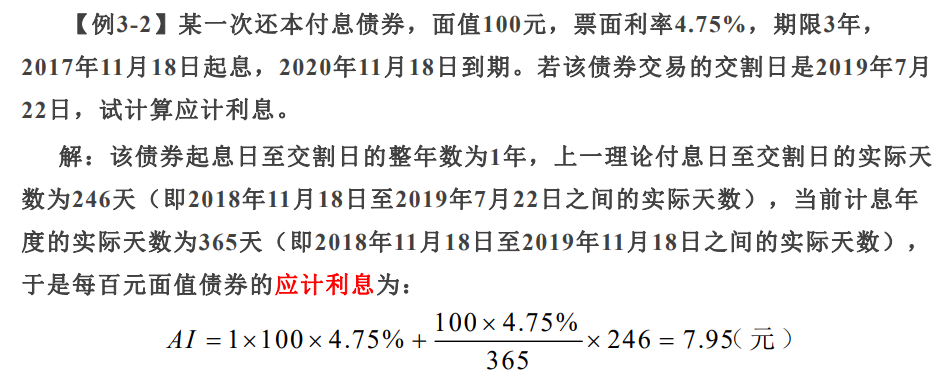 【例3-2】某一次还本付息债券，面值100元，票面利率4.75%，期限3年，
2017年11月18日起息，2020年11月18日到期。若该债券交易的交割日是2019年7月
22日，试计算应计利息。
解：该债券起息日至交割日的整年数为1年，上一理论付息日至交割日的实际天
数为246天（即2018年11月18日至2019年7月22日之间的实际天数），当前计息年
度的实际天数为365天（即2018年11月18日至2019年11月18日之间的实际天数），
于是每百元面值债券的应计利息为：
AI = 1×100×4.75% + \frac{100×4.75%}{365} × 246 = 7.95（元）